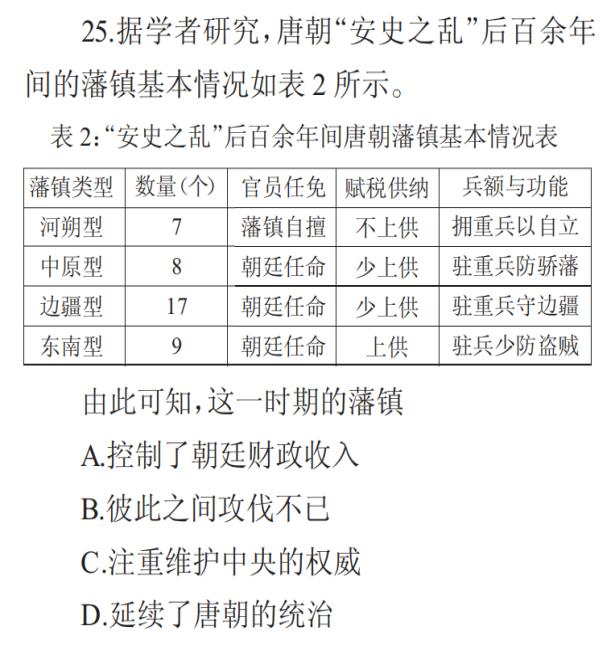 25.据学者研究,唐朝“安史之乱”后百余年
间的藩镇基本情况如表2所示。
表2:“安史之乱”后百余年间唐朝藩镇基本情况表
藩镇类型 数量(个) 官员任免 赋税供纳 兵额与功能
河朔型 7 藩镇自擅 不上供 拥重兵以自立
中原型 8 朝廷任命 少上供 驻重兵防骄藩
边疆型 17 朝廷任命 少上供 驻重兵守边疆
东南型 9 朝廷任命 上供 驻兵少防盗贼
由此可知,这一时期的藩镇
A.控制了朝廷财政收入
B.彼此之间攻伐不已
C.注重维护中央的权威
D.延续了唐朝的统治